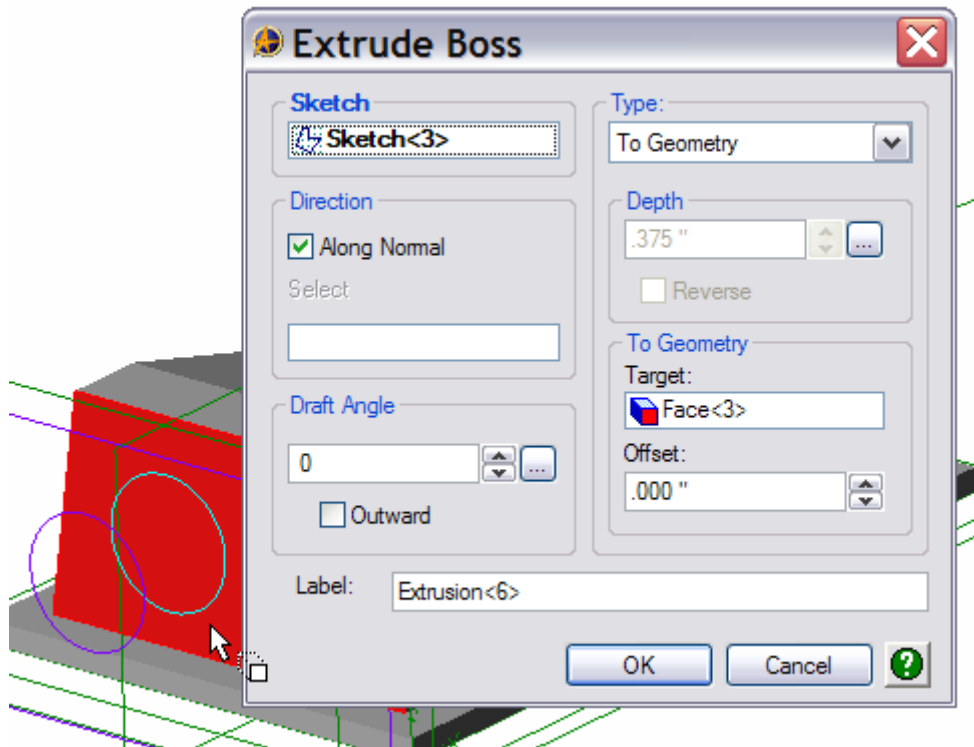 Extrude Boss
Sketch
Sketch<3>
Direction
Along Normal
Select
Draft Angle
0
...
Outward
Type:
To Geometry
Depth
.375 "
...
Reverse
To Geometry
Target:
Face<3>
Offset:
.000 "
Label:
Extrusion<6>
OK
Cancel
?